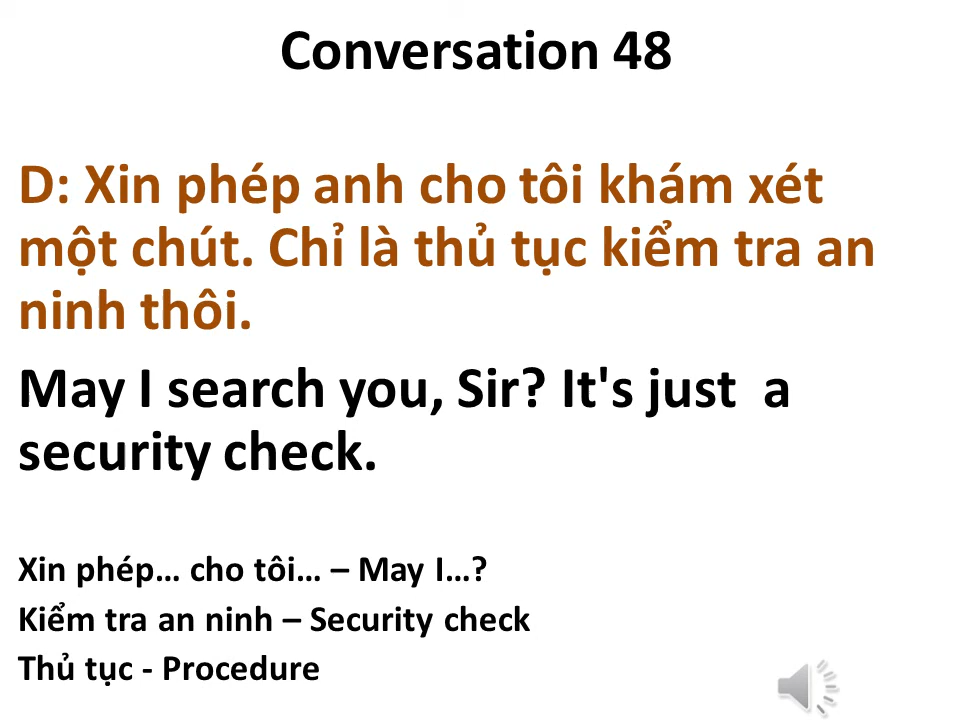 Conversation 48
D: Xin phép anh cho tôi khám xét
một chút. Chỉ là thủ tục kiểm tra an
ninh thôi.
May I search you, Sir? It's just  a
security check.
Xin phép… cho tôi… – May I…?
Kiểm tra an ninh – Security check
Thủ tục - Procedure